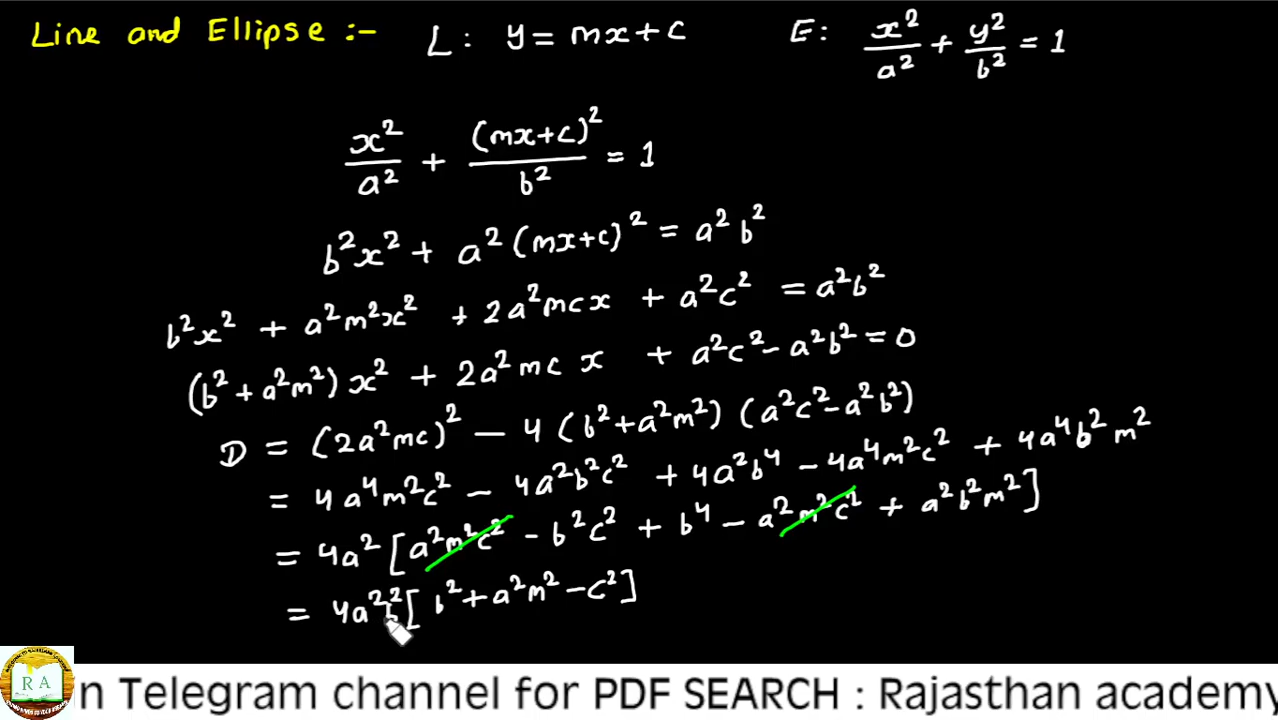 Line and Ellipse :- L: y = mx + c E: x²/a² + y²/b² = 1
x²/a² + (mx+c)²/b² = 1
b²x² + a²(mx+c)² = a²b²
b²x² + a²m²x² + 2a²mcx + a²c² = a²b²
(b² + a²m²)x² + 2a²mc x + a²c² - a²b² = 0
D = (2a²mc)² - 4(b² + a²m²)(a²c² - a²b²)
= 4a⁴m²c² - 4a²b²c² + 4a²b⁴ - 4a⁴m²c² + 4a⁴b²m²
= 4a²[a²m²c² - b²c² + b⁴ - a²m²c² + a²b²m²]
= 4a²b²[b² + a²m² - c²]
RA
n Telegram channel for PDF SEARCH : Rajasthan academy